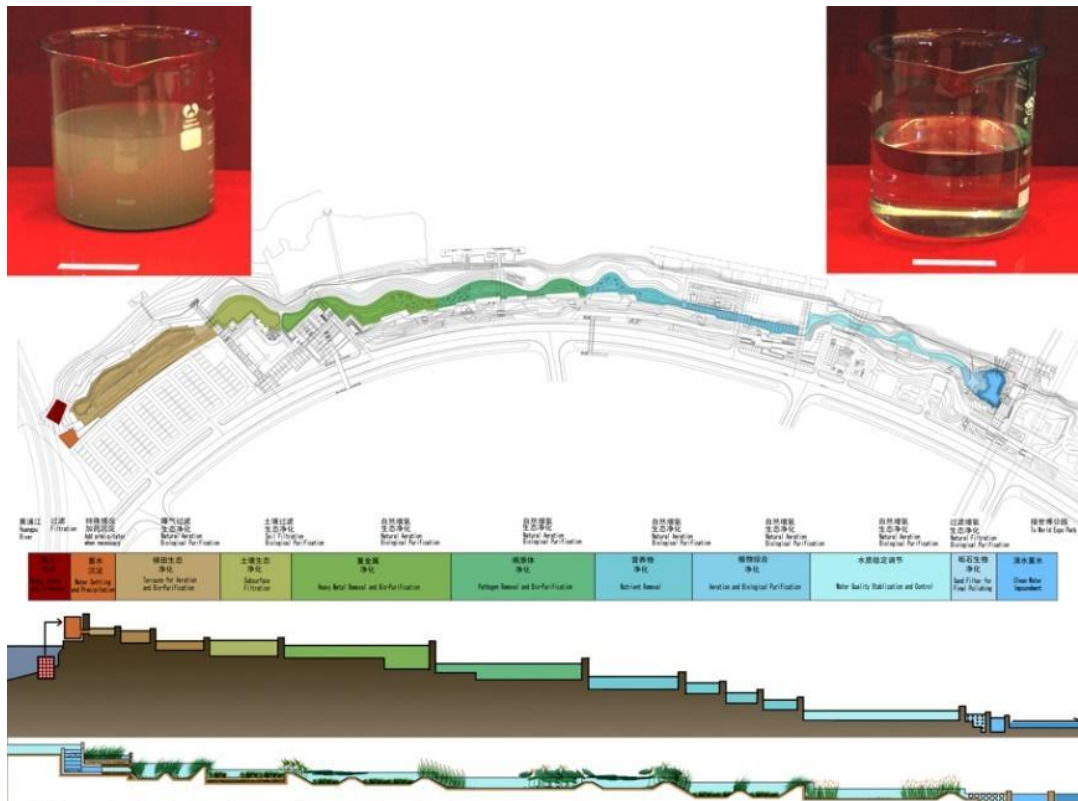 黄浦江
Huangpu
River
过滤
Filtration
特殊情况
加药沉淀
Add precipitator
when necessary
曝气过滤
生态净化
Natural Aeration
Biological Purification
土壤过滤
生态净化
Soil Filtration
Biological Purification
自然增氧
生态净化
Natural Aeration
Biological Purification
自然增氧
生态净化
Natural Aeration
Biological Purification
自然增氧
生态净化
Natural Aeration
Biological Purification
自然增氧
生态净化
Natural Aeration
Biological Purification
自然增氧
生态净化
Natural Aeration
Biological Purification
过滤增氧
生态净化
Natural Filtration
Biological Purification
接世博公园
To World Expo Park
蓄水
沉淀
Water Settling
and Precipitation
梯田生态
净化
Terraces for Aeration
and Bio-Purification
土壤生态
净化
Subsurface
Filtration
重金属
净化
Heavy Metal Removal and Bio-Purification
病原体
净化
Pathogen Removal and Bio-Purification
营养物
净化
Nutrient Removal
植物综合
净化
Aeration and Biological Purification
水质稳定调节
Water Quality Stabilization and Control
砾石生物
净化
Sand Filter for
Final Polishing
清水蓄水
Clean Water
Impoundment